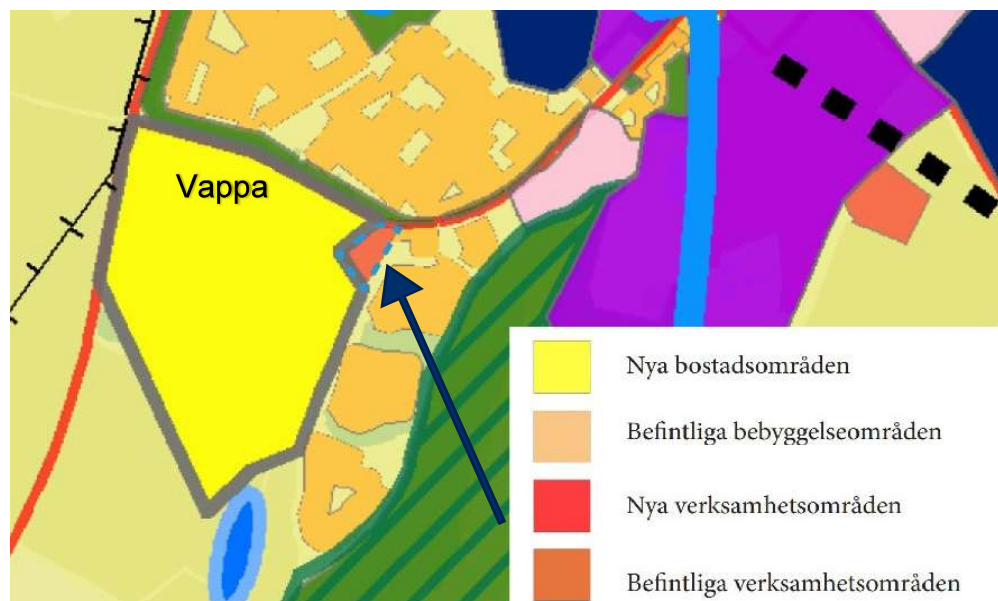 Vappa
Nya bostadsområden
Befintliga bebyggelseområden
Nya verksamhetsområden
Befintliga verksamhetsområden